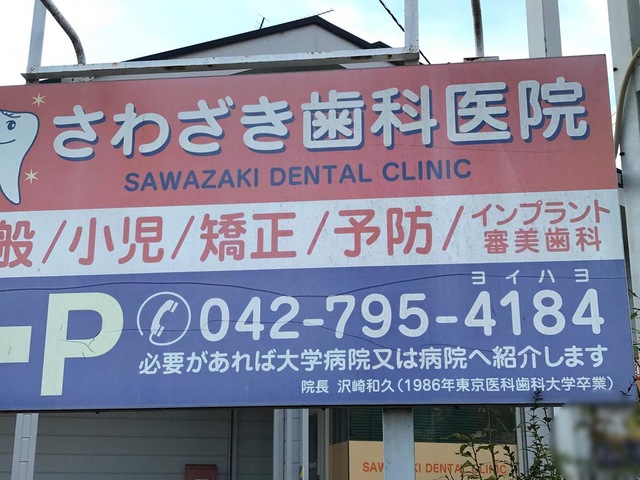 さわざき歯科医院
SAWAZAKI DENTAL CLINIC
般/小児/矯正/予防/インプラント
審美歯科
ヨイハヨ
P 042-795-4184
必要があれば大学病院又は病院へ紹介します
院長 沢崎和久(1986年東京医科歯科大学卒業)
SAWAZAKI DENTAL CLINIC